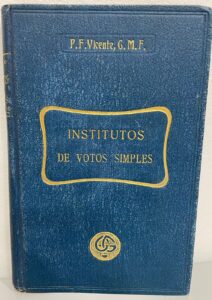 P. F. Vicente, C. M. F.
INSTITUTOS
DE VOTOS SIMPLES